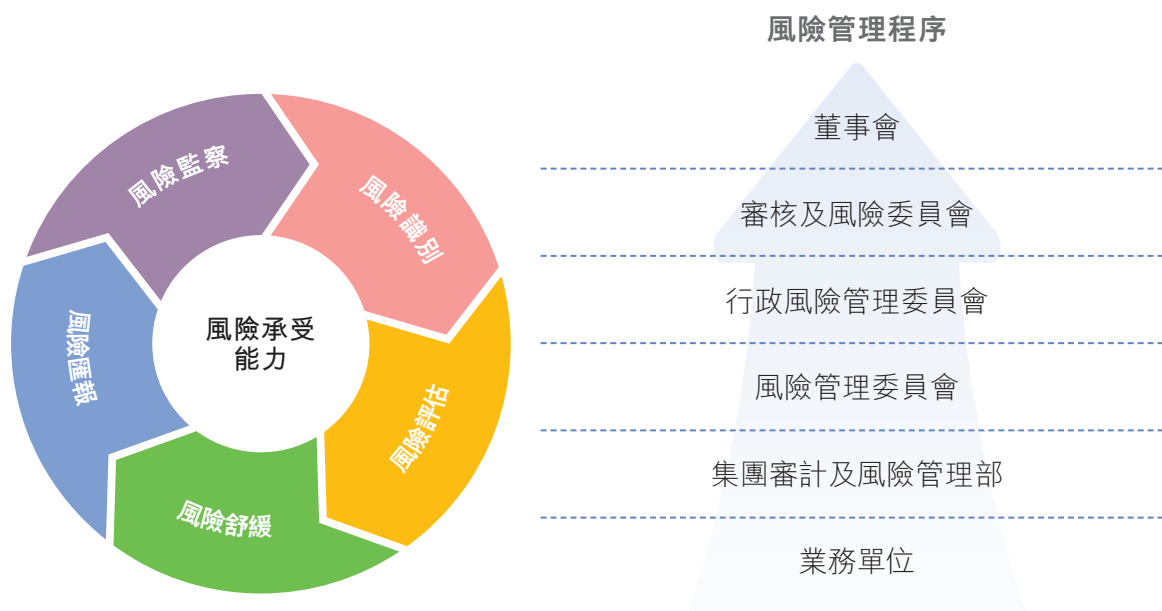 風險管理程序
風險監察
風險識別
風險評估
風險舒緩
風險匯報
風險承受
能力
董事會
審核及風險委員會
行政風險管理委員會
風險管理委員會
集團審計及風險管理部
業務單位